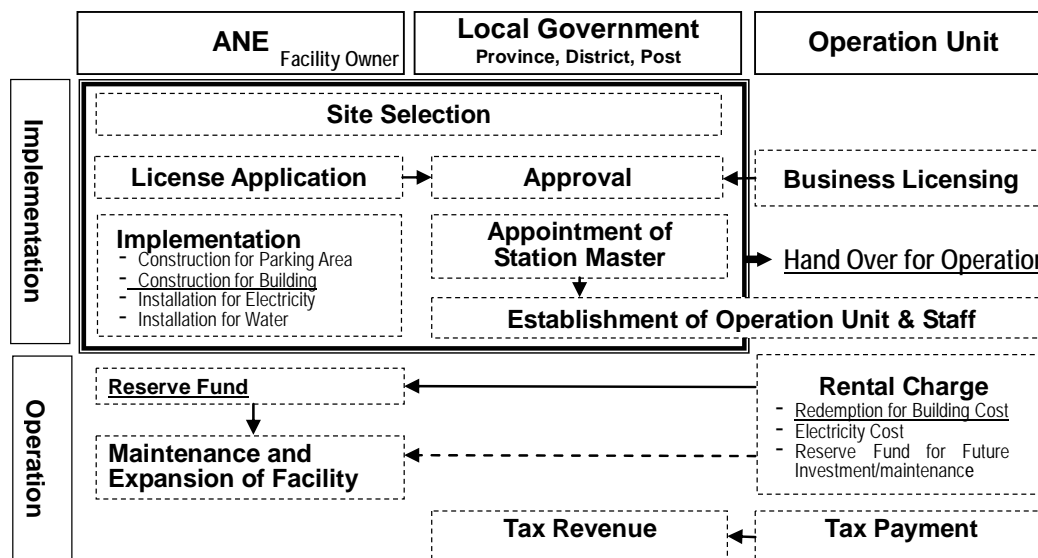 ANE
Facility Owner
Local Government
Province, District, Post
Operation Unit
Implementation
Site Selection
License Application
Approval
Business Licensing
Implementation
- Construction for Parking Area
- Construction for Building
- Installation for Electricity
- Installation for Water
Appointment of
Station Master
Hand Over for Operation
Establishment of Operation Unit & Staff
Operation
Reserve Fund
Rental Charge
- Redemption for Building Cost
- Electricity Cost
- Reserve Fund for Future
Investment/maintenance
Maintenance and
Expansion of Facility
Tax Revenue
Tax Payment